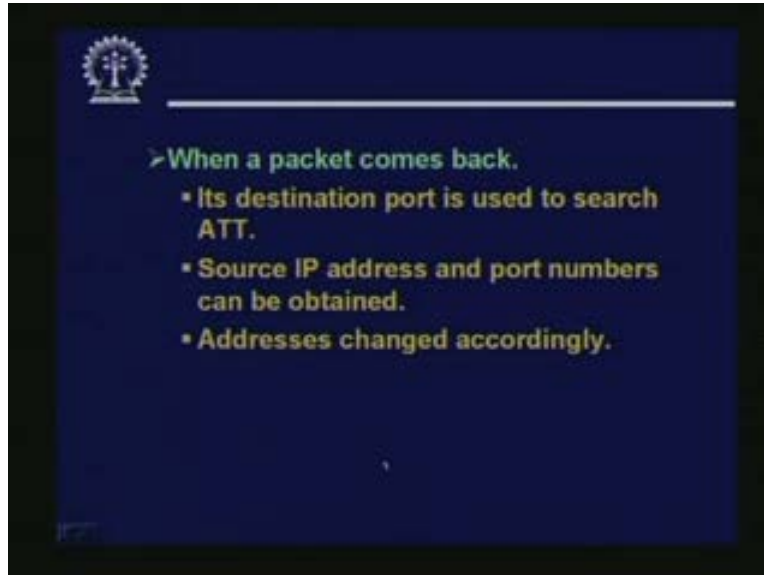 ➢When a packet comes back.
▪ Its destination port is used to search
ATT.
▪ Source IP address and port numbers
can be obtained.
▪ Addresses changed accordingly.